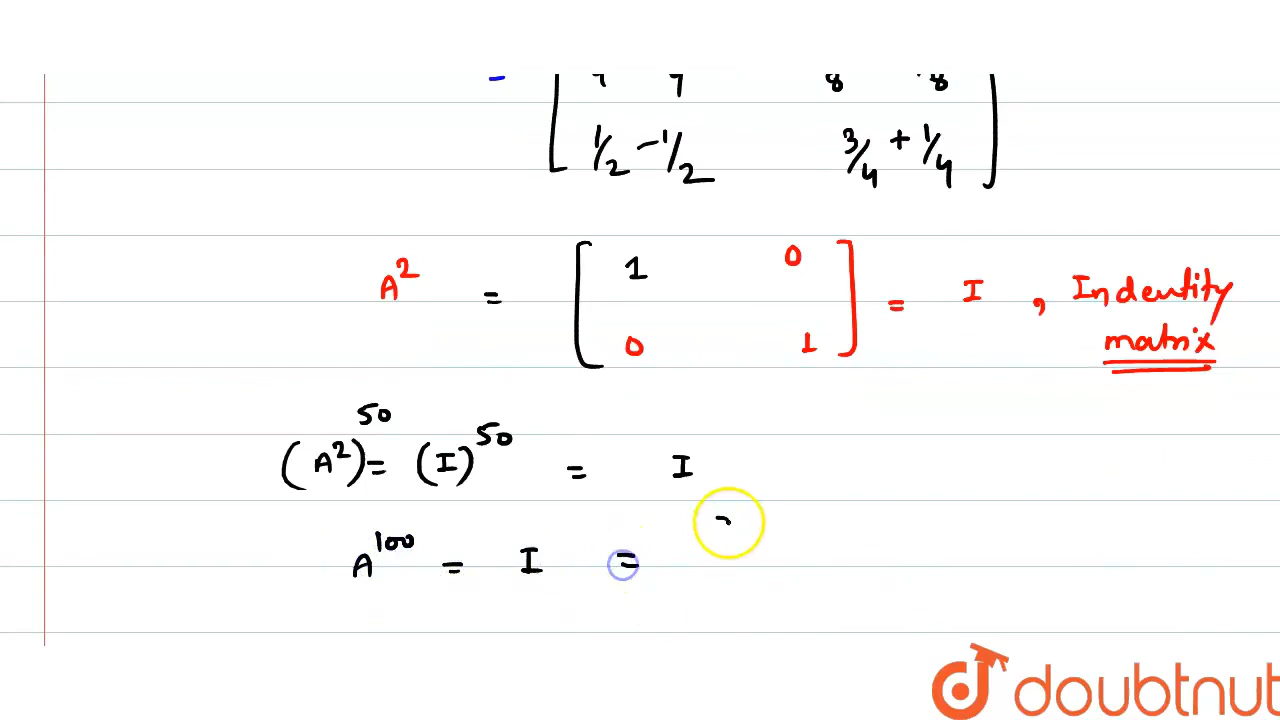 1/2 - 1/2 3/4 + 1/4
A² = [ 1 0 ] = I , Indentity
0 1 matrix
(A²)⁵⁰ = (I)⁵⁰ = I
A¹⁰⁰ = I =
doubtnut